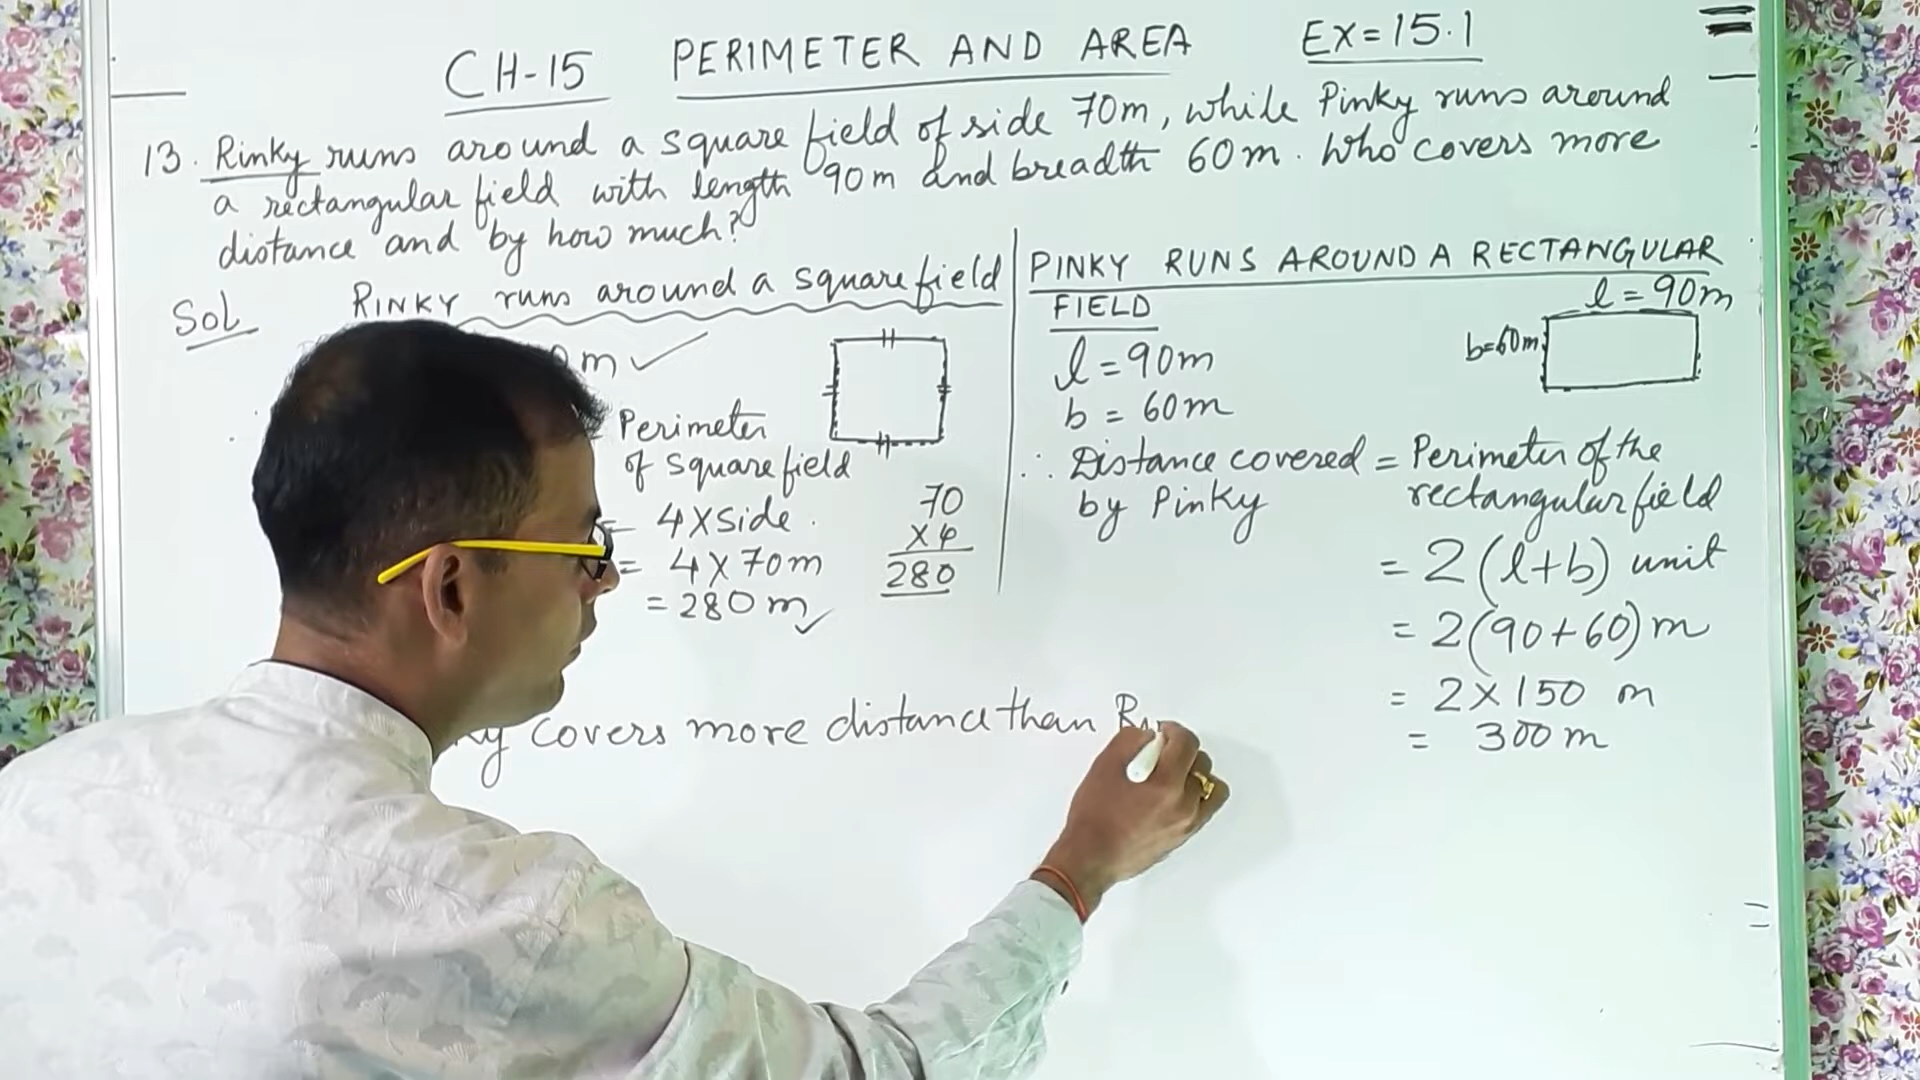 CH-15 PERIMETER AND AREA EX=15.1
13. Rinky runs around a square field of side 70m, while Pinky runs around
a rectangular field with length 90m and breadth 60m. Who covers more
distance and by how much?
Sol
RINKY runs around a square field
m ✓
Perimeter
of square field
= 4×side.
= 4×70m
= 280m ✓
70
×4
280
PINKY RUNS AROUND A RECTANGULAR
FIELD
l = 90m
b=60m
l = 90m
b = 60m
∴ Distance covered = Perimeter of the
by Pinky rectangular field
= 2(l+b) unit
= 2(90+60)m
= 2×150 m
= 300m
covers more distance than